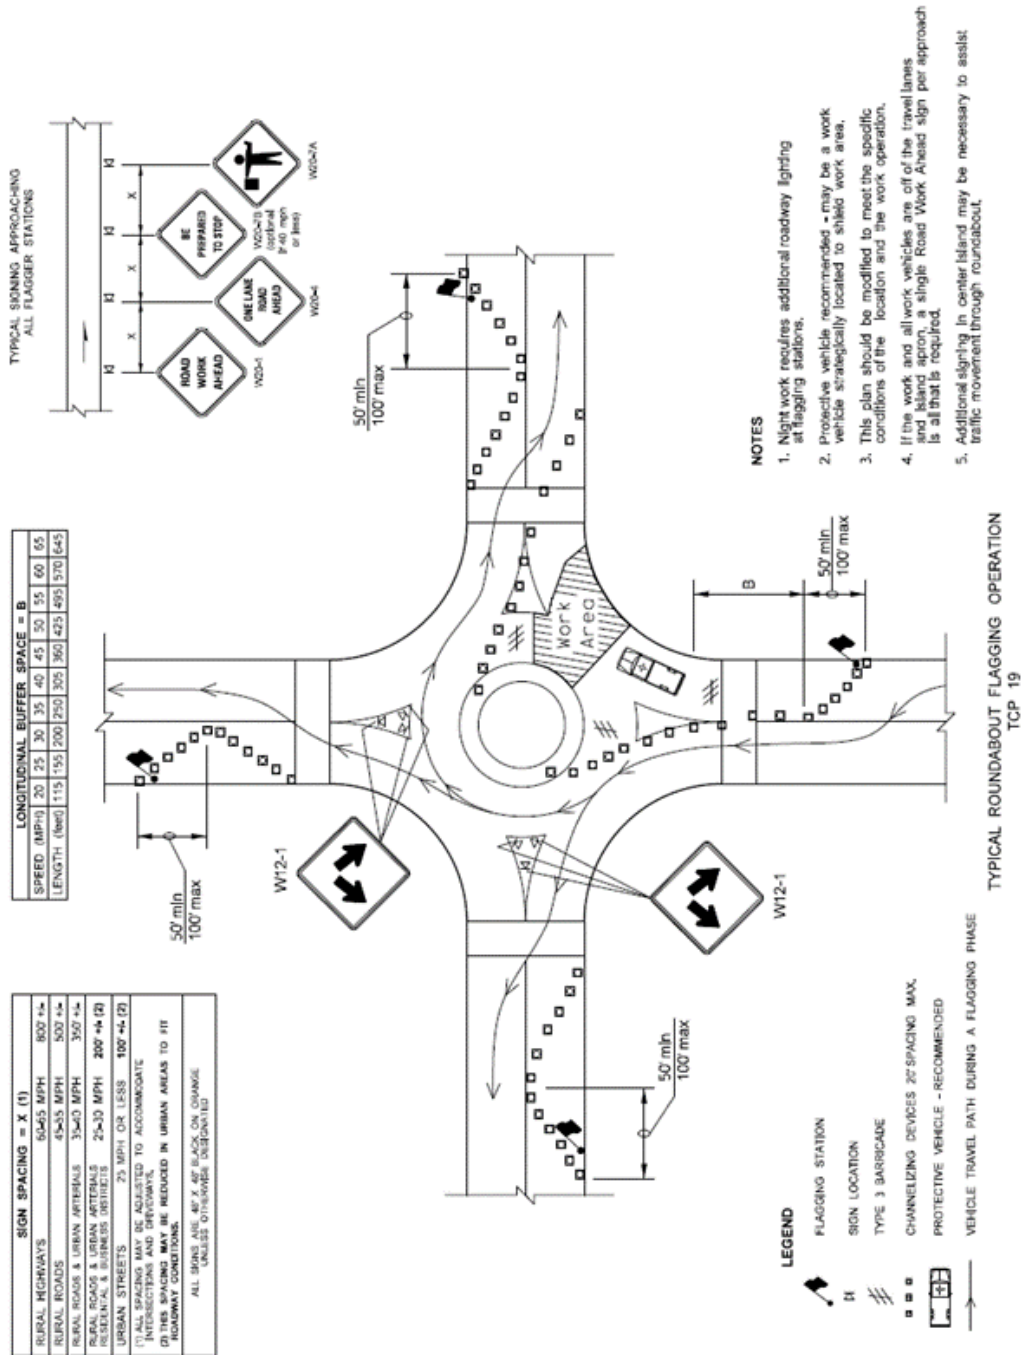 SIGN SPACING = X (1)
RURAL HIGHWAYS 60-65 MPH 800' +/-
RURAL ROADS 45-55 MPH 500' +/-
RURAL ROADS & URBAN ARTERIALS 35-40 MPH 350' +/-
RURAL ROADS & URBAN ARTERIALS 25-30 MPH 200' +/- (2)
RESIDENTIAL & BUSINESS DISTRICTS
URBAN STREETS 25 MPH OR LESS 100' +/- (2)
(1) ALL SPACING MAY BE ADJUSTED TO ACCOMMODATE
INTERSECTIONS AND DRIVEWAYS.
(2) THIS SPACING MAY BE REDUCED IN URBAN AREAS TO FIT
ROADWAY CONDITIONS.
ALL SIGNS ARE 48" X 48" BLACK ON ORANGE
UNLESS OTHERWISE DESIGNATED
LONGITUDINAL BUFFER SPACE = B
SPEED (MPH) 20 25 30 35 40 45 50 55 60 65
LENGTH (feet) 115 155 200 250 305 360 425 495 570 645
TYPICAL SIGNING APPROACHING
ALL FLAGGER STATIONS
X
X
X
ROAD
WORK
AHEAD
W20-1
ONE LANE
ROAD
AHEAD
W20-4
BE
PREPARED
TO STOP
W20-7B
(optional
if 40 mph
or less)
W20-7A
50' min
100' max
W12-1
50' min
100' max
Work
Area
B
50' min
100' max
W12-1
50' min
100' max
LEGEND
FLAGGING STATION
SIGN LOCATION
TYPE 3 BARRICADE
CHANNELIZING DEVICES 20' SPACING MAX.
PROTECTIVE VEHICLE - RECOMMENDED
VEHICLE TRAVEL PATH DURING A FLAGGING PHASE
NOTES
1. Night work requires additional roadway lighting
at flagging stations.
2. Protective vehicle recommended - may be a work
vehicle strategically located to shield work area.
3. This plan should be modified to meet the specific
conditions of the location and the work operation.
4. If the work and all work vehicles are off of the travel lanes
and island apron, a single Road Work Ahead sign per approach
is all that is required.
5. Additional signing in center island may be necessary to assist
traffic movement through roundabout.
TYPICAL ROUNDABOUT FLAGGING OPERATION
TCP 19